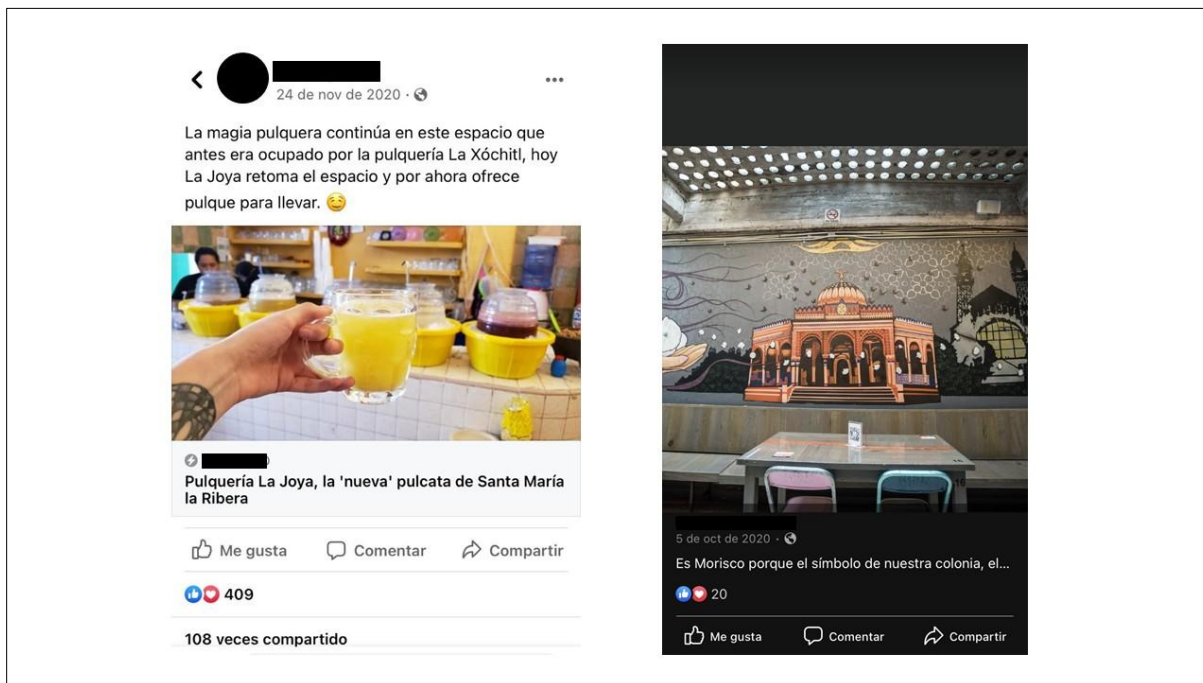 24 de nov de 2020 ·
La magia pulquera continúa en este espacio que
antes era ocupado por la pulquería La Xóchitl, hoy
La Joya retoma el espacio y por ahora ofrece
pulque para llevar. 😌
Pulquería La Joya, la 'nueva' pulcata de Santa María
la Ribera
Me gusta Comentar Compartir
409
108 veces compartido
16
16
5 de oct de 2020 ·
Es Morisco porque el símbolo de nuestra colonia, el...
20
Me gusta Comentar Compartir